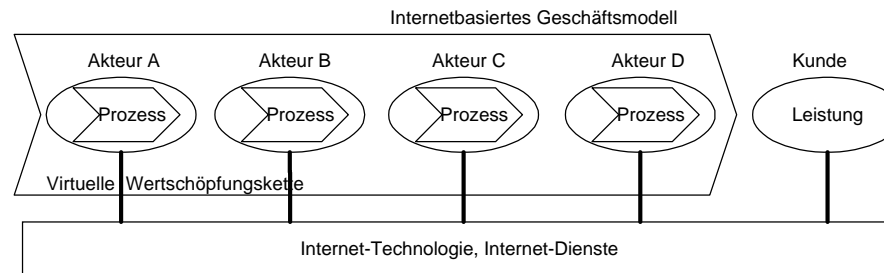 Internetbasiertes Geschäftsmodell
Akteur A Akteur B Akteur C Akteur D Kunde
Prozess Prozess Prozess Prozess Leistung
Virtuelle Wertschöpfungskette
Internet-Technologie, Internet-Dienste